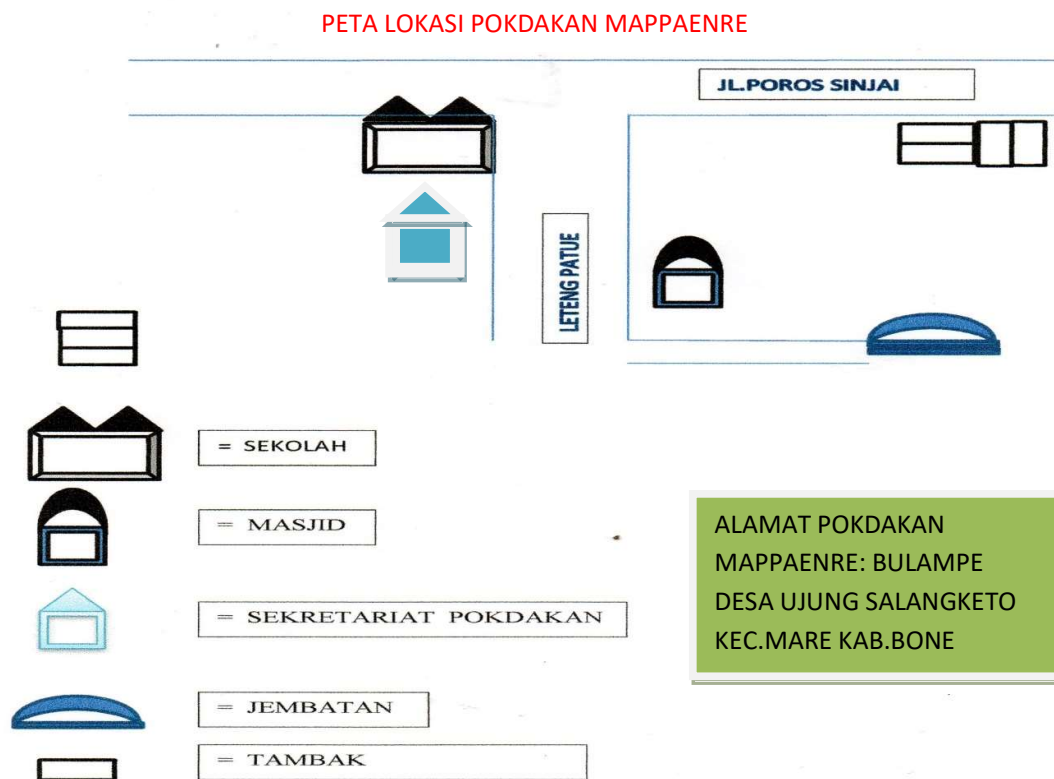 PETA LOKASI POKDAKAN MAPPAENRE
JL.POROS SINJAI
LETENG PATUE
= SEKOLAH
= MASJID
= SEKRETARIAT POKDAKAN
= JEMBATAN
= TAMBAK
ALAMAT POKDAKAN
MAPPAENRE: BULAMPE
DESA UJUNG SALANGKETO
KEC.MARE KAB.BONE